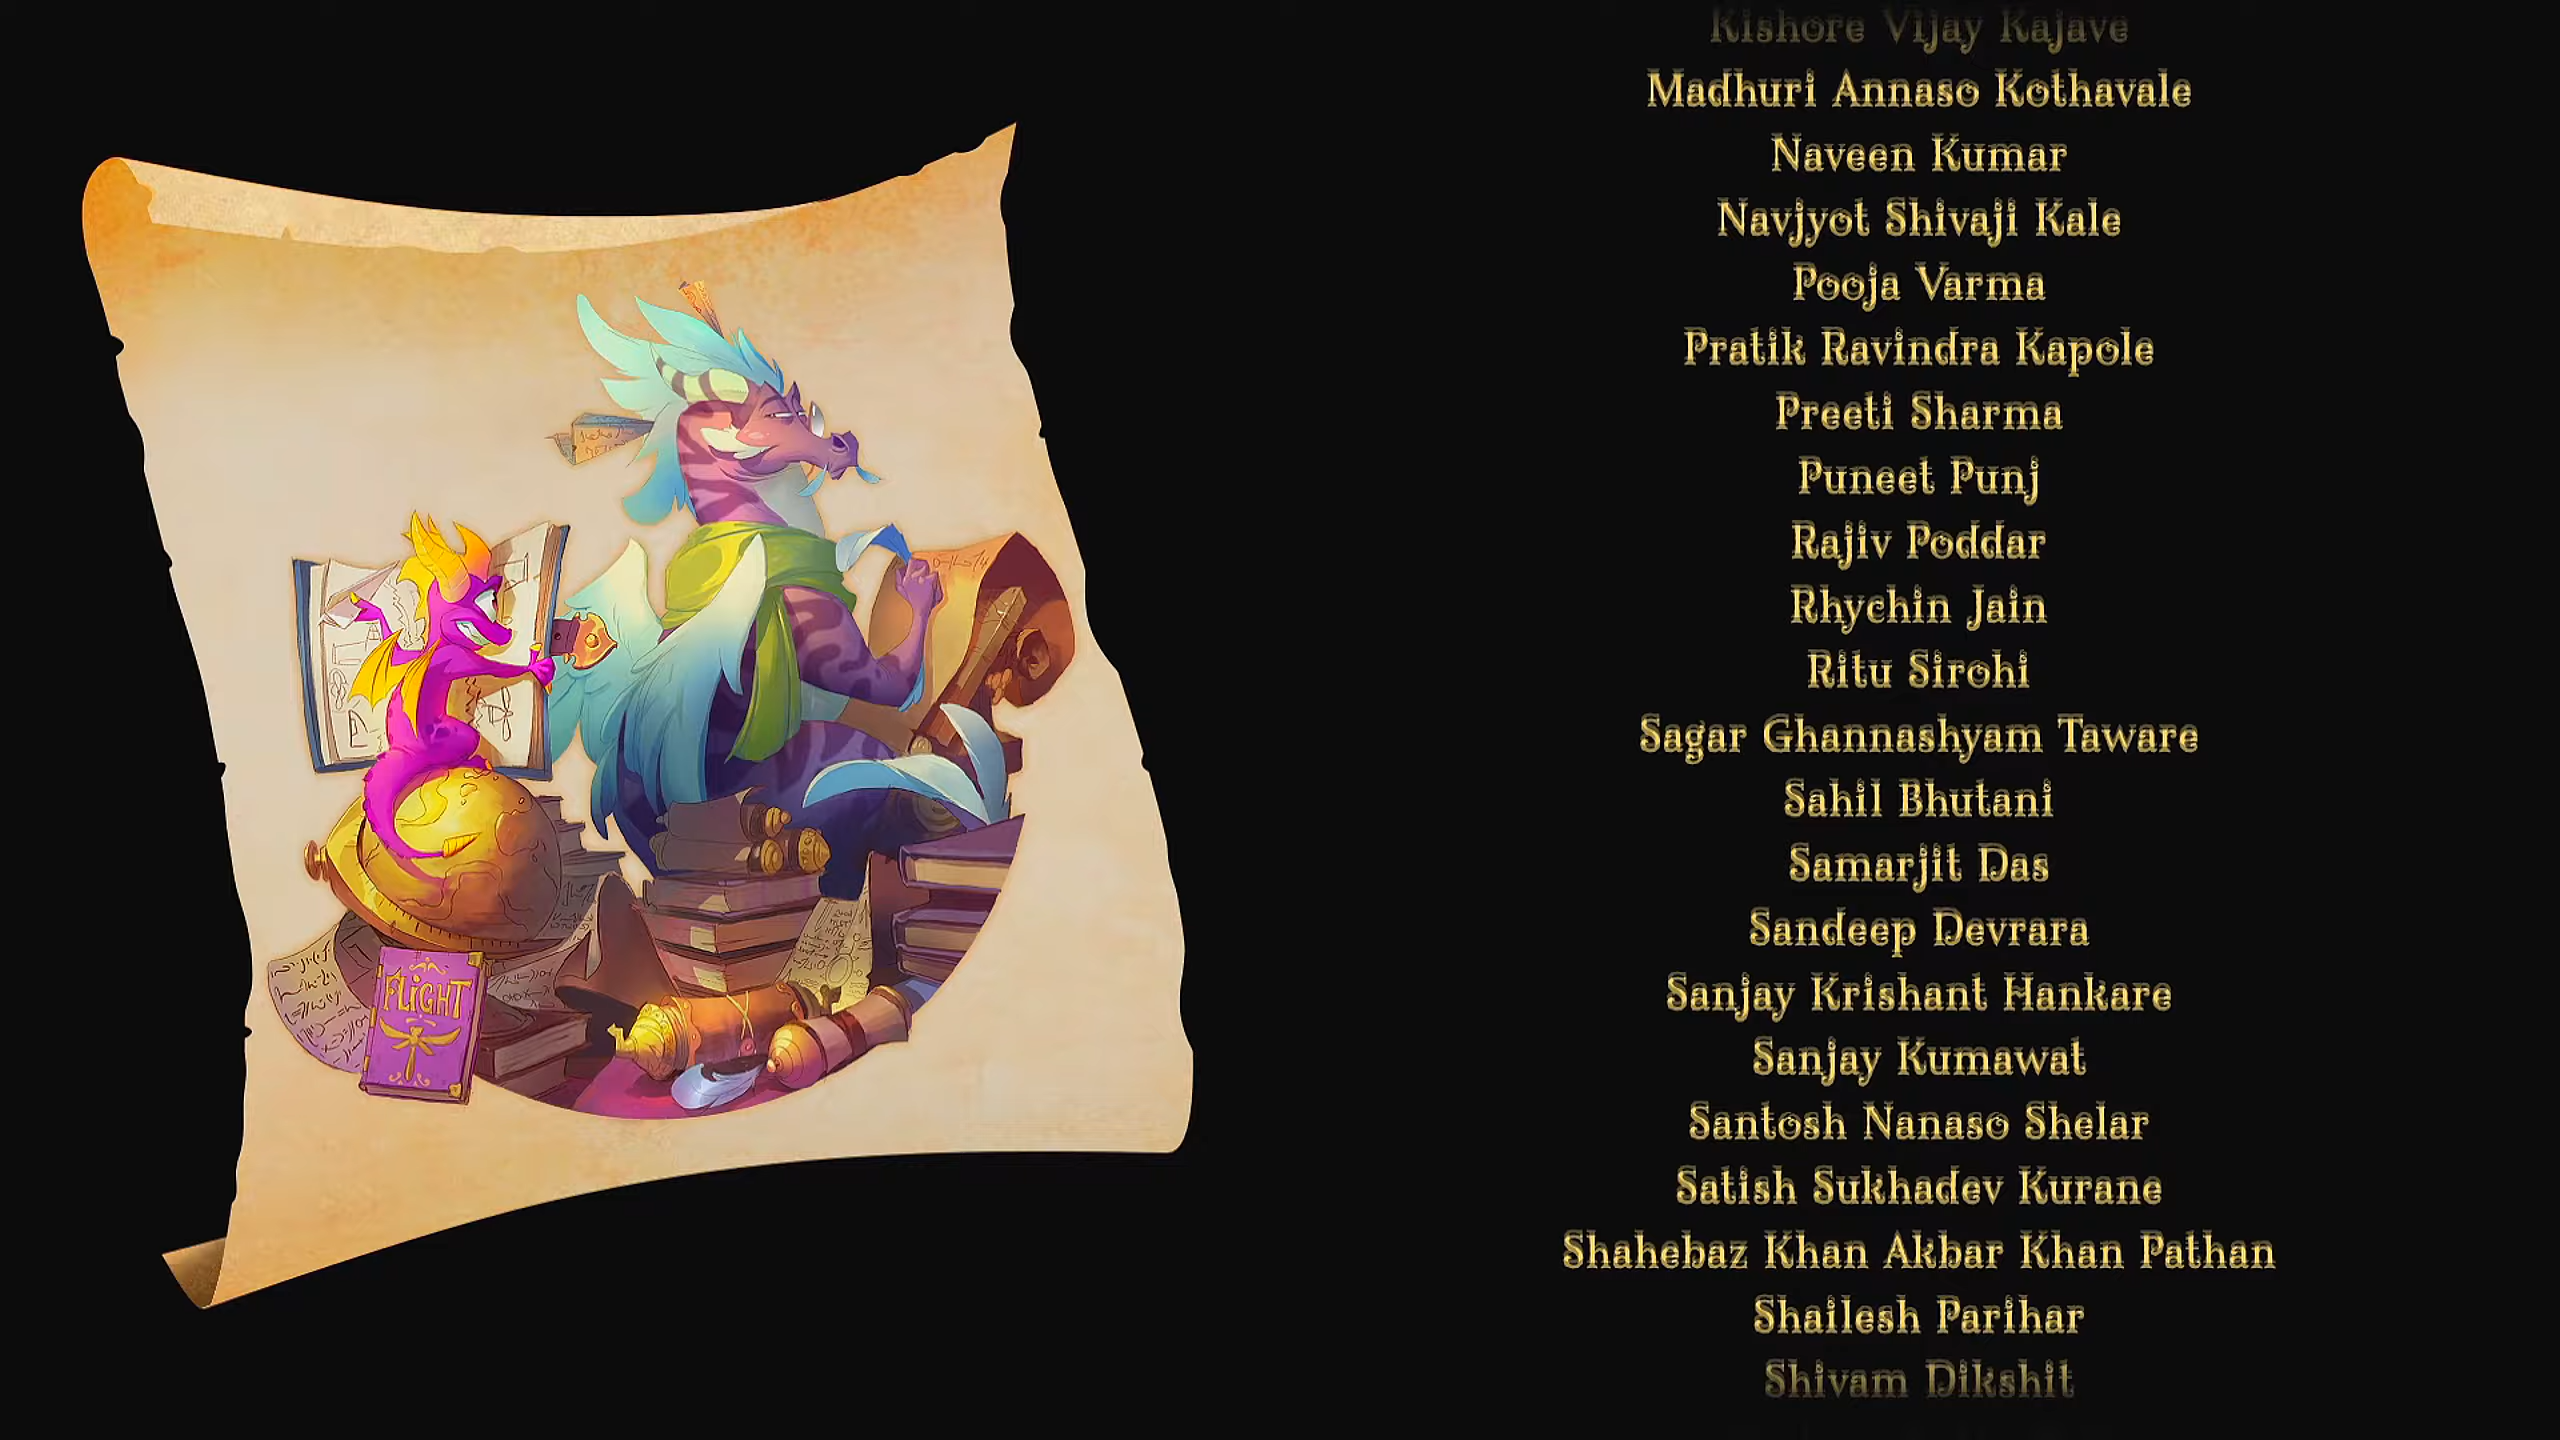 Kishore Vijay Kajave
Madhuri Annaso Kothavale
Naveen Kumar
Navjyot Shivaji Kale
Pooja Varma
Pratik Ravindra Kapole
Preeti Sharma
Puneet Punj
Rajiv Poddar
Rhychin Jain
Ritu Sirohi
Sagar Ghannashyam Taware
Sahil Bhutani
Samarjit Das
Sandeep Devrara
Sanjay Krishant Hankare
Sanjay Kumawat
Santosh Nanaso Shelar
Satish Sukhadev Kurane
Shahebaz Khan Akbar Khan Pathan
Shailesh Parihar
Shivam Dikshit
FLIGHT